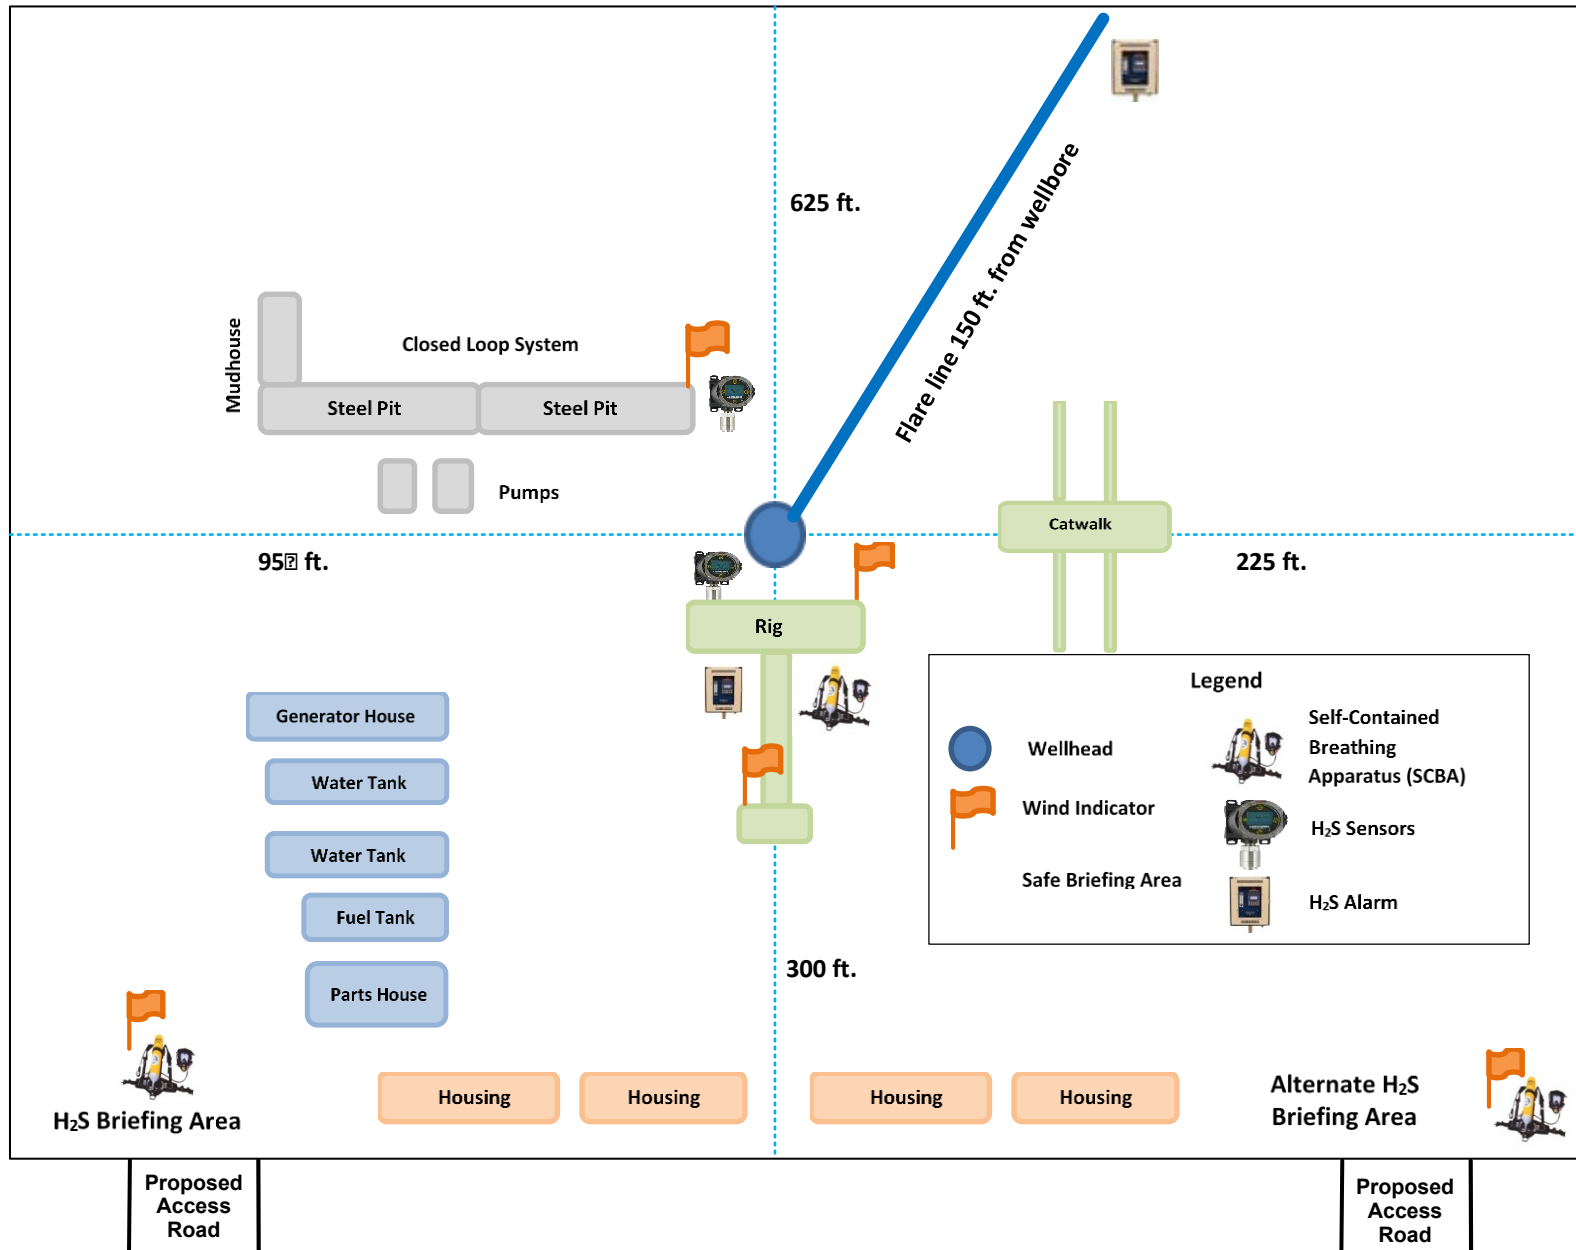 625 ft.
Flare line 150 ft. from wellbore
Mudhouse
Closed Loop System
Steel Pit
Steel Pit
Pumps
Catwalk
95 ft.
225 ft.
Rig
Legend
Wellhead
Wind Indicator
Safe Briefing Area
Self-Contained
Breathing
Apparatus (SCBA)
H₂S Sensors
H₂S Alarm
Generator House
Water Tank
Water Tank
Fuel Tank
Parts House
300 ft.
H₂S Briefing Area
Housing
Housing
Housing
Housing
Alternate H₂S
Briefing Area
Proposed
Access
Road
Proposed
Access
Road